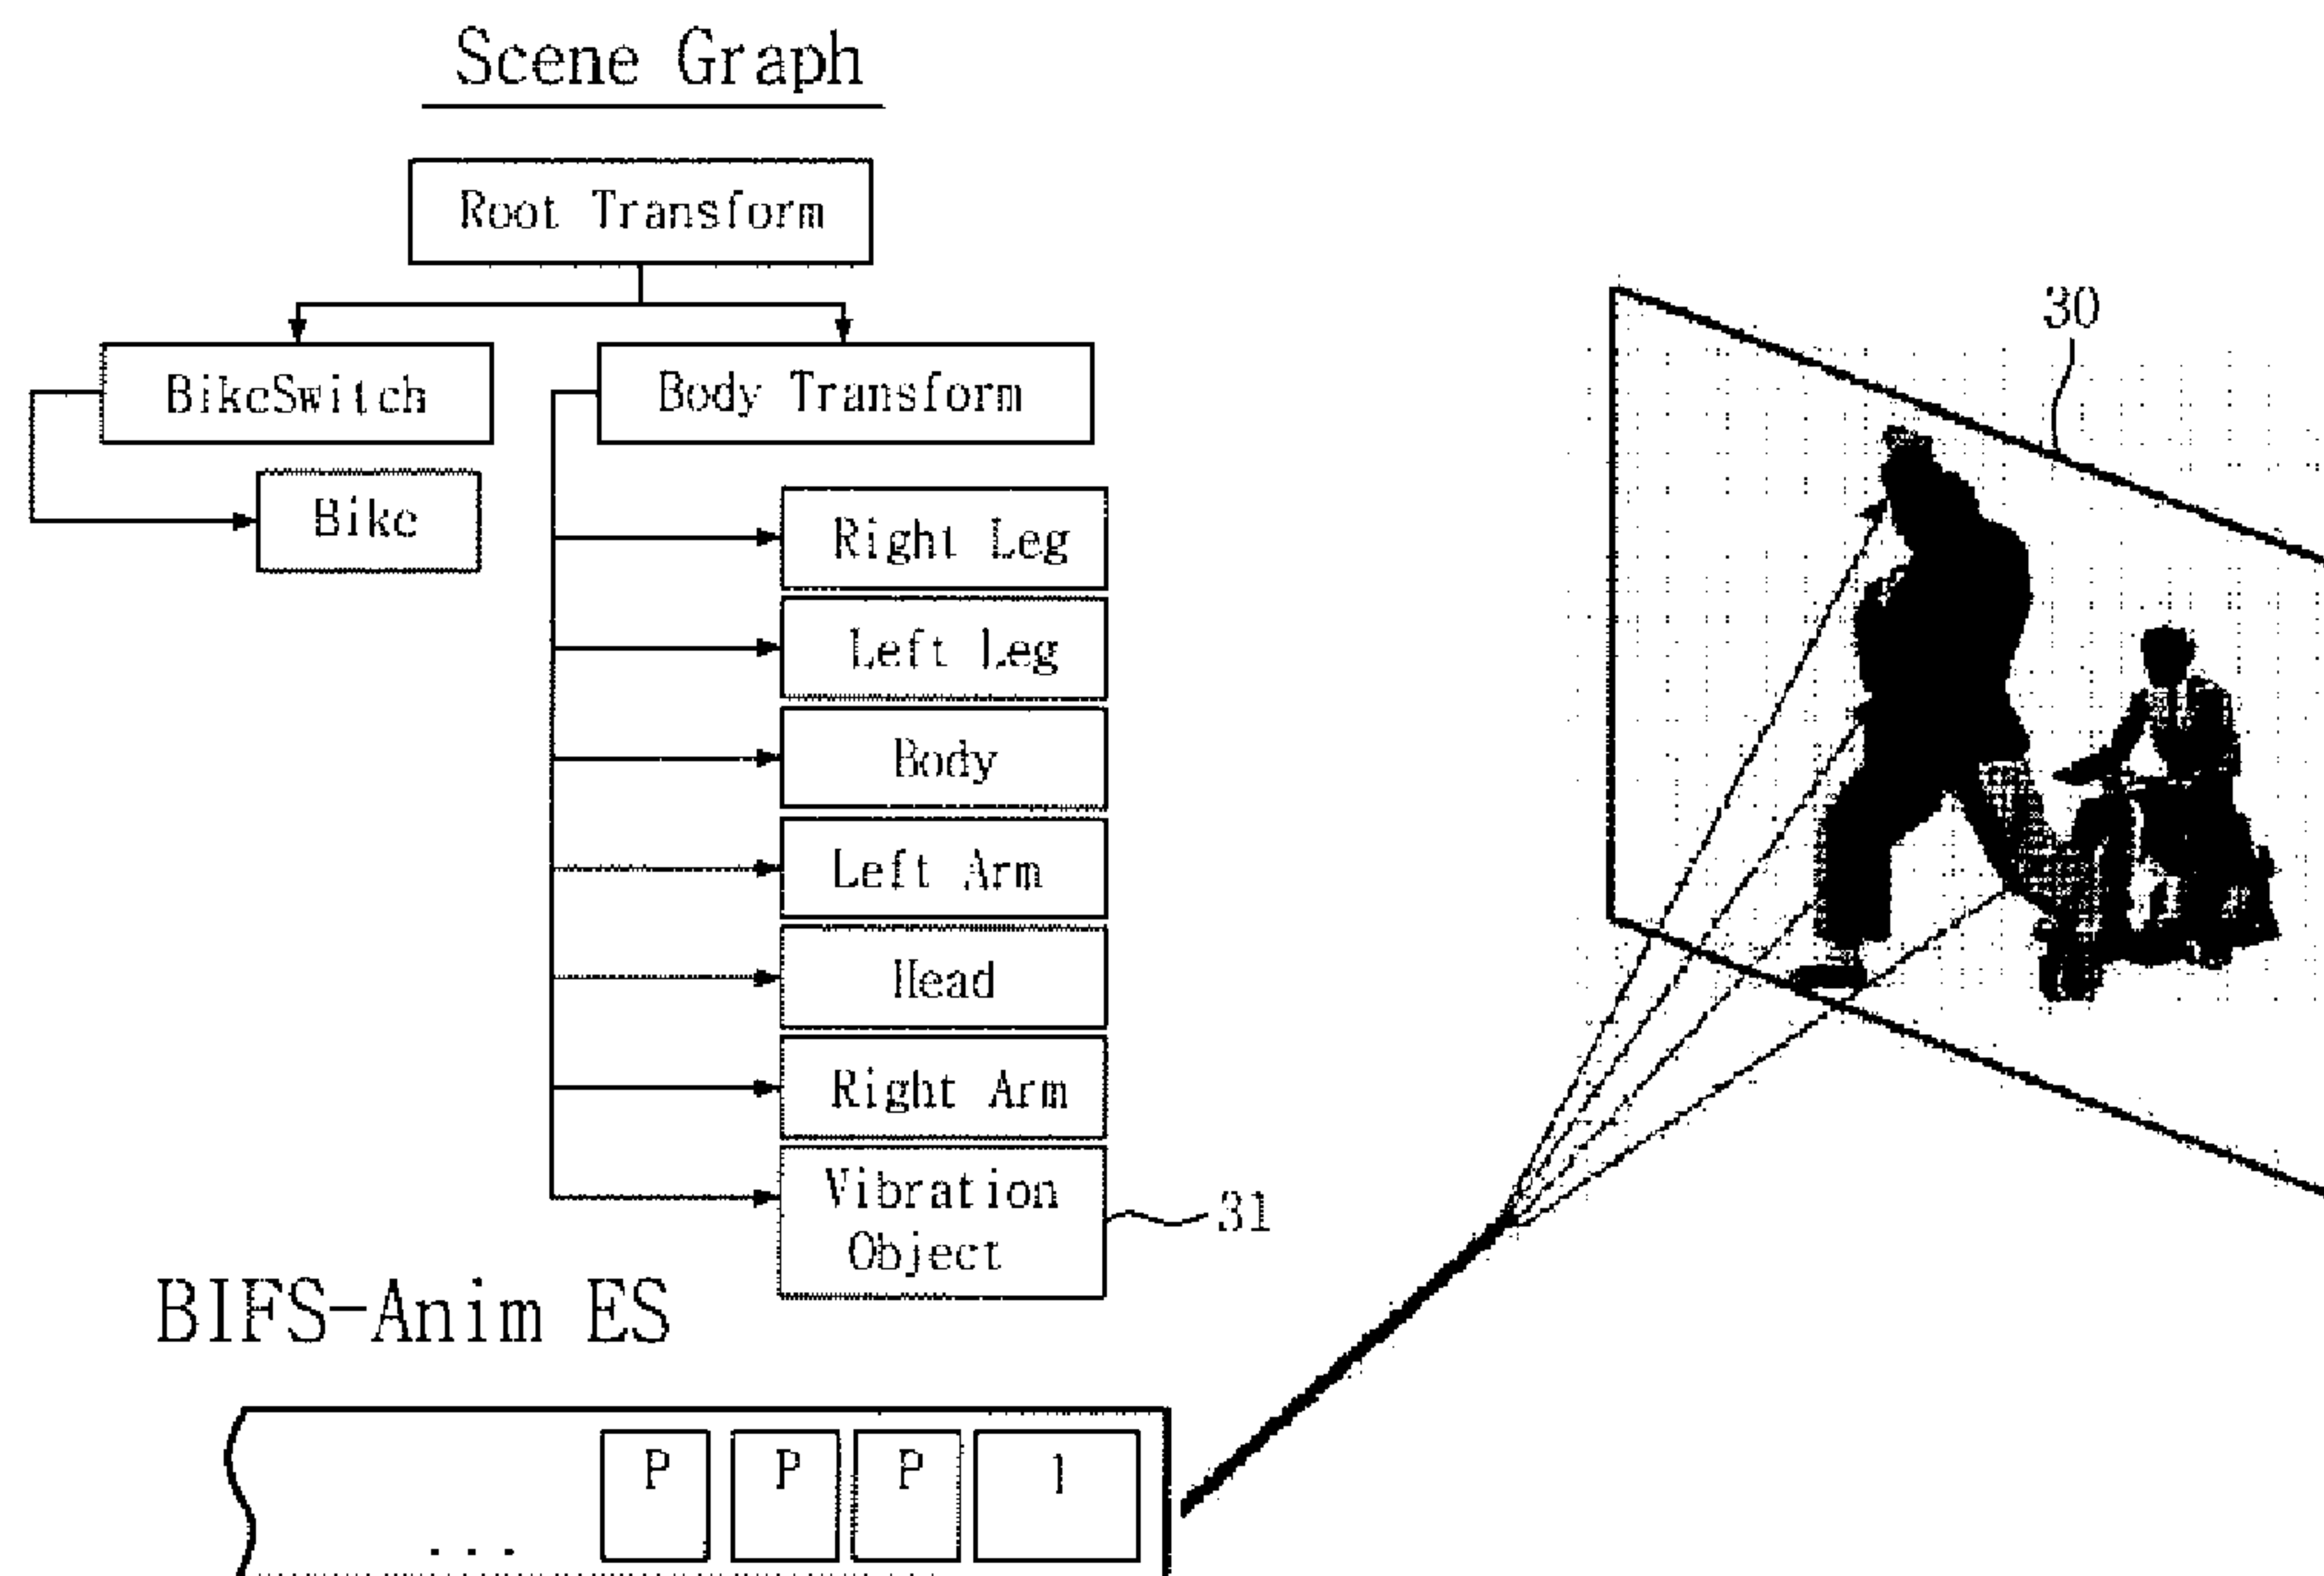 Scene Graph
Root Transform
30
BikeSwitch
Body Transform
Bike
Right Leg
Left Leg
Body
Left Arm
Head
Right Arm
Vibration
Object
31
BIFS-Anim ES
P P P I
...